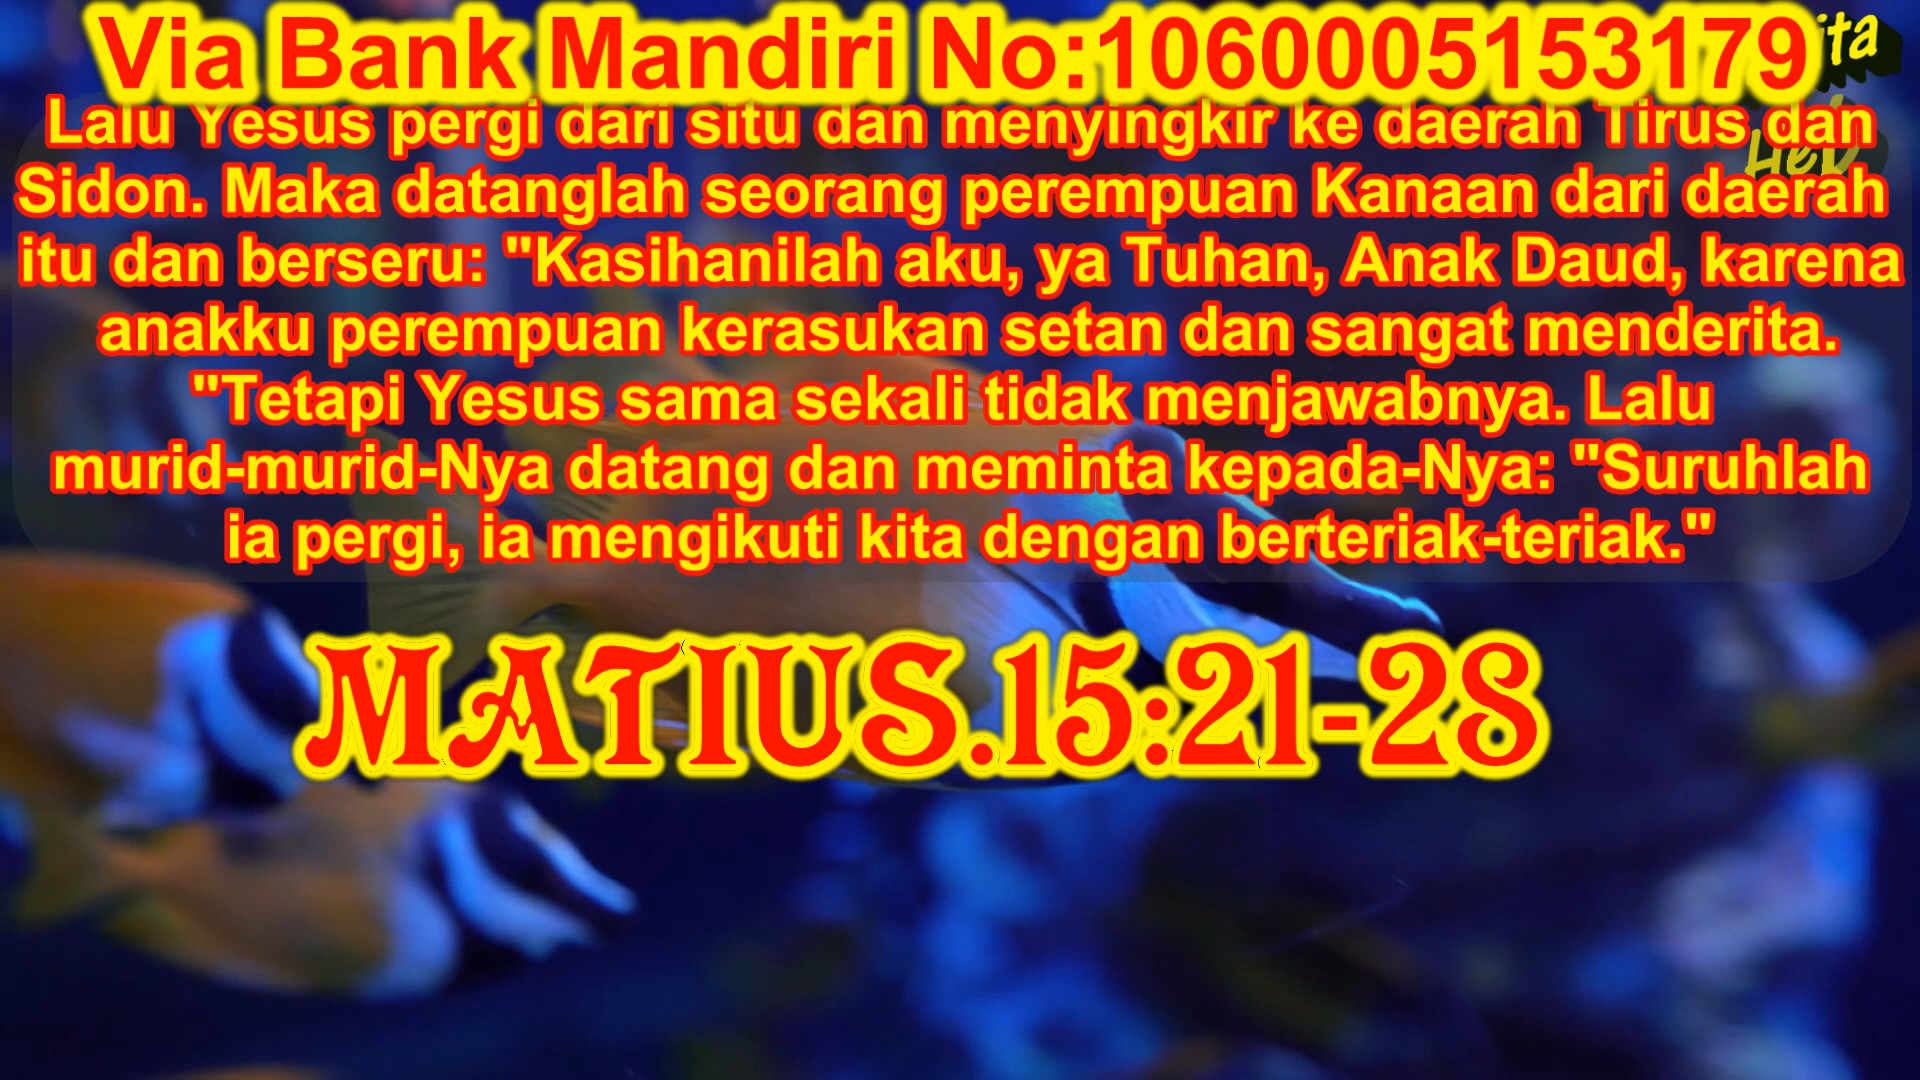 Via Bank Mandiri No:1060005153179
Lalu Yesus pergi dari situ dan menyingkir ke daerah Tirus dan
Sidon. Maka datanglah seorang perempuan Kanaan dari daerah
itu dan berseru: "Kasihanilah aku, ya Tuhan, Anak Daud, karena
anakku perempuan kerasukan setan dan sangat menderita.
"Tetapi Yesus sama sekali tidak menjawabnya. Lalu
murid-murid-Nya datang dan meminta kepada-Nya: "Suruhlah
ia pergi, ia mengikuti kita dengan berteriak-teriak."
MATIUS.15:21-28